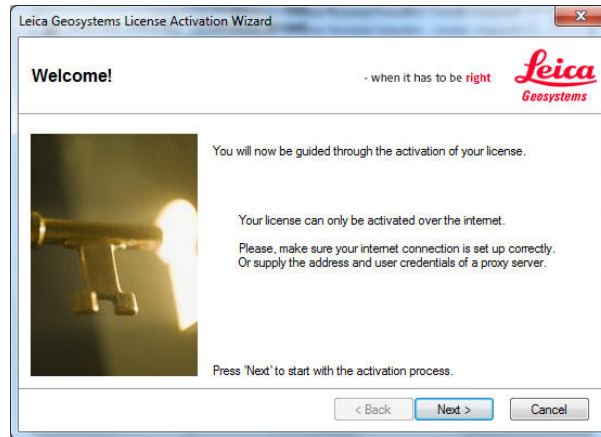 Leica Geosystems License Activation Wizard
Welcome!
- when it has to be right
Leica
Geosystems
You will now be guided through the activation of your license.
Your license can only be activated over the internet.
Please, make sure your internet connection is set up correctly.
Or supply the address and user credentials of a proxy server.
Press 'Next' to start with the activation process.
< Back
Next >
Cancel